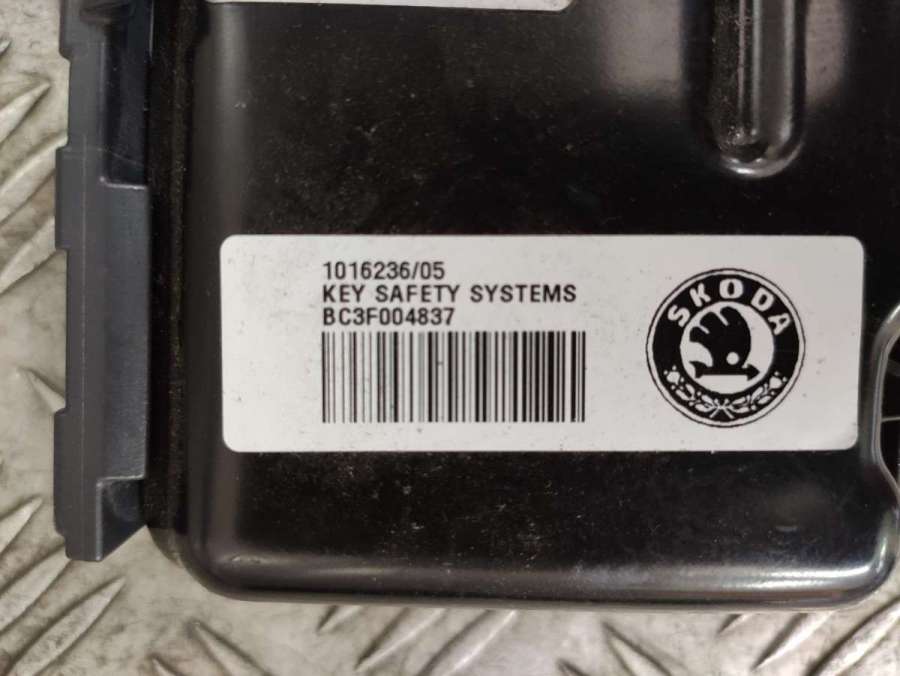 1016236/05
KEY SAFETY SYSTEMS
BC3F004837
SKODA